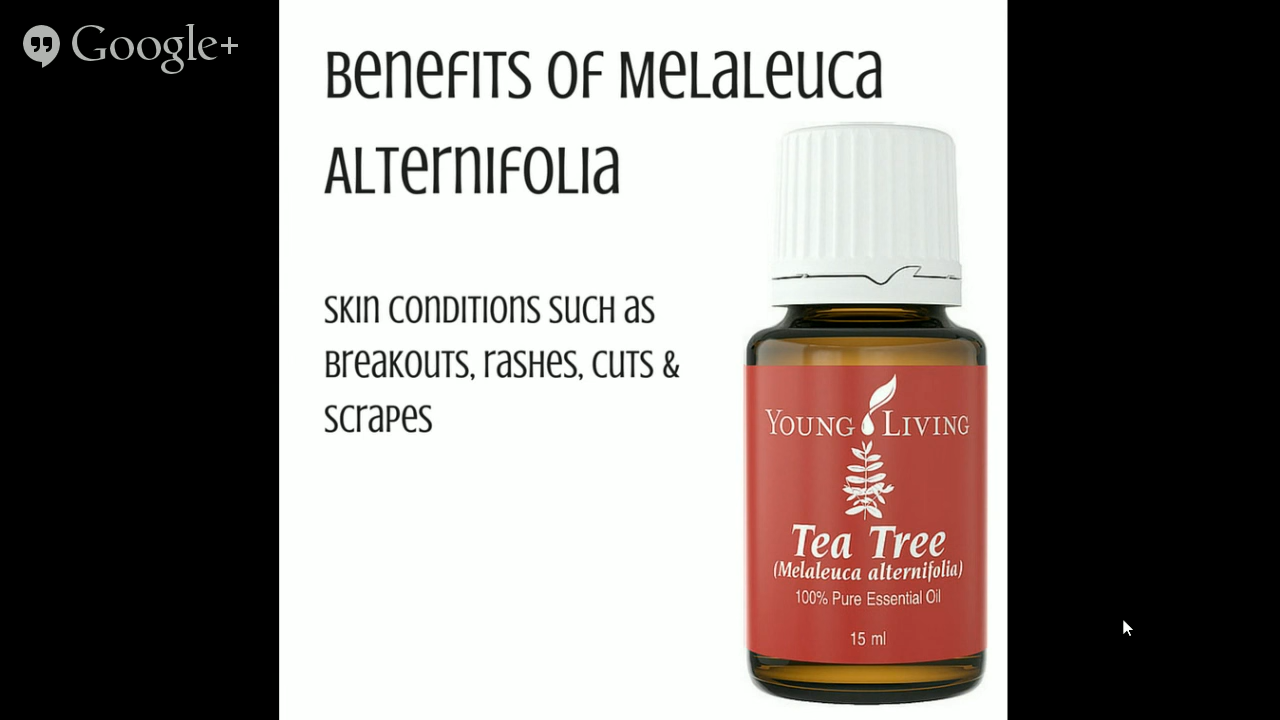 Google+
Benefits of Melaleuca
Alternifolia
Skin conditions such as
breakouts, rashes, cuts &
scrapes
Young Living
Tea Tree
(Melaleuca alternifolia)
100% Pure Essential Oil
15 ml